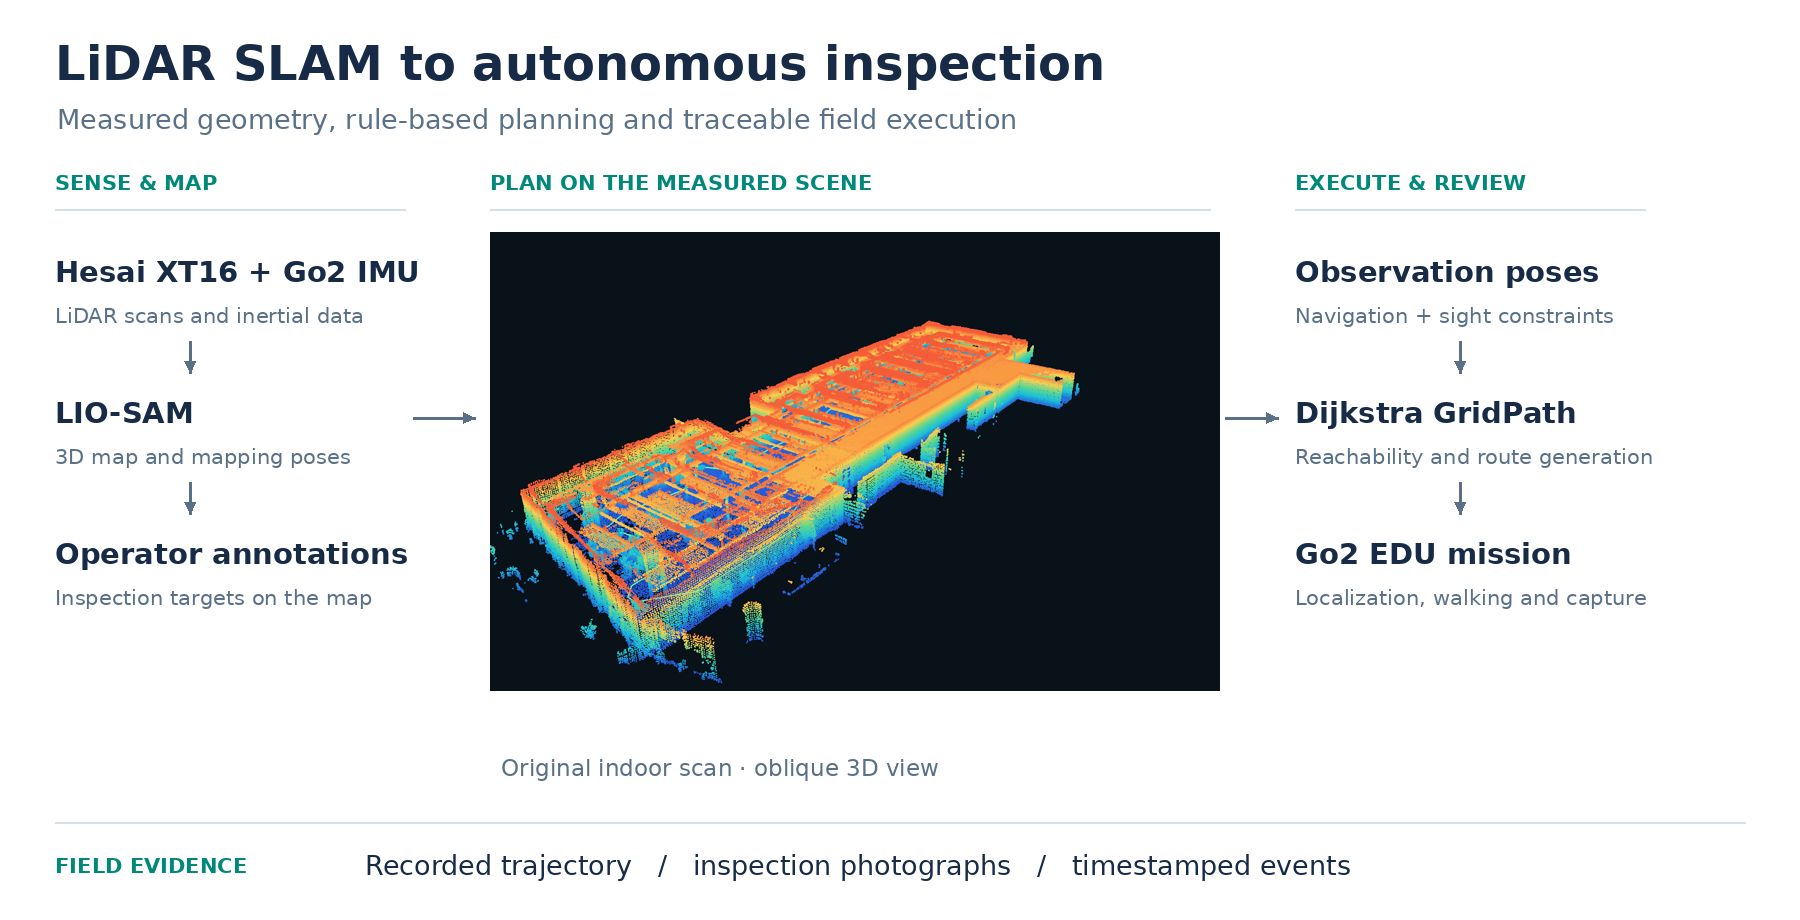 LiDAR SLAM to autonomous inspection
Measured geometry, rule-based planning and traceable field execution
SENSE & MAP
Hesai XT16 + Go2 IMU
LiDAR scans and inertial data
LIO-SAM
3D map and mapping poses
Operator annotations
Inspection targets on the map
PLAN ON THE MEASURED SCENE
Original indoor scan · oblique 3D view
EXECUTE & REVIEW
Observation poses
Navigation + sight constraints
Dijkstra GridPath
Reachability and route generation
Go2 EDU mission
Localization, walking and capture
FIELD EVIDENCE
Recorded trajectory / inspection photographs / timestamped events